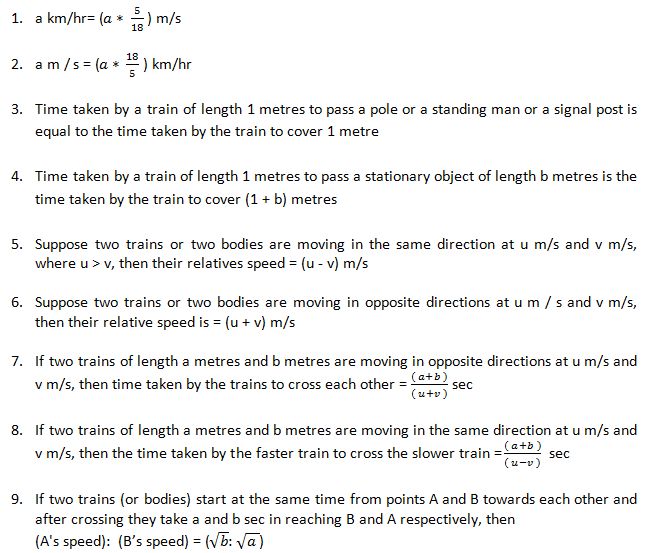 1. a km/hr= (a * 5/18) m/s
2. a m / s = (a * 18/5) km/hr
3. Time taken by a train of length 1 metres to pass a pole or a standing man or a signal post is
equal to the time taken by the train to cover 1 metre
4. Time taken by a train of length 1 metres to pass a stationary object of length b metres is the
time taken by the train to cover (1 + b) metres
5. Suppose two trains or two bodies are moving in the same direction at u m/s and v m/s,
where u > v, then their relatives speed = (u - v) m/s
6. Suppose two trains or two bodies are moving in opposite directions at u m / s and v m/s,
then their relative speed is = (u + v) m/s
7. If two trains of length a metres and b metres are moving in opposite directions at u m/s and
v m/s, then time taken by the trains to cross each other = (a+b)/(u+v) sec
8. If two trains of length a metres and b metres are moving in the same direction at u m/s and
v m/s, then the time taken by the faster train to cross the slower train = (a+b)/(u−v) sec
9. If two trains (or bodies) start at the same time from points A and B towards each other and
after crossing they take a and b sec in reaching B and A respectively, then
(A's speed): (B’s speed) = (√b: √a)